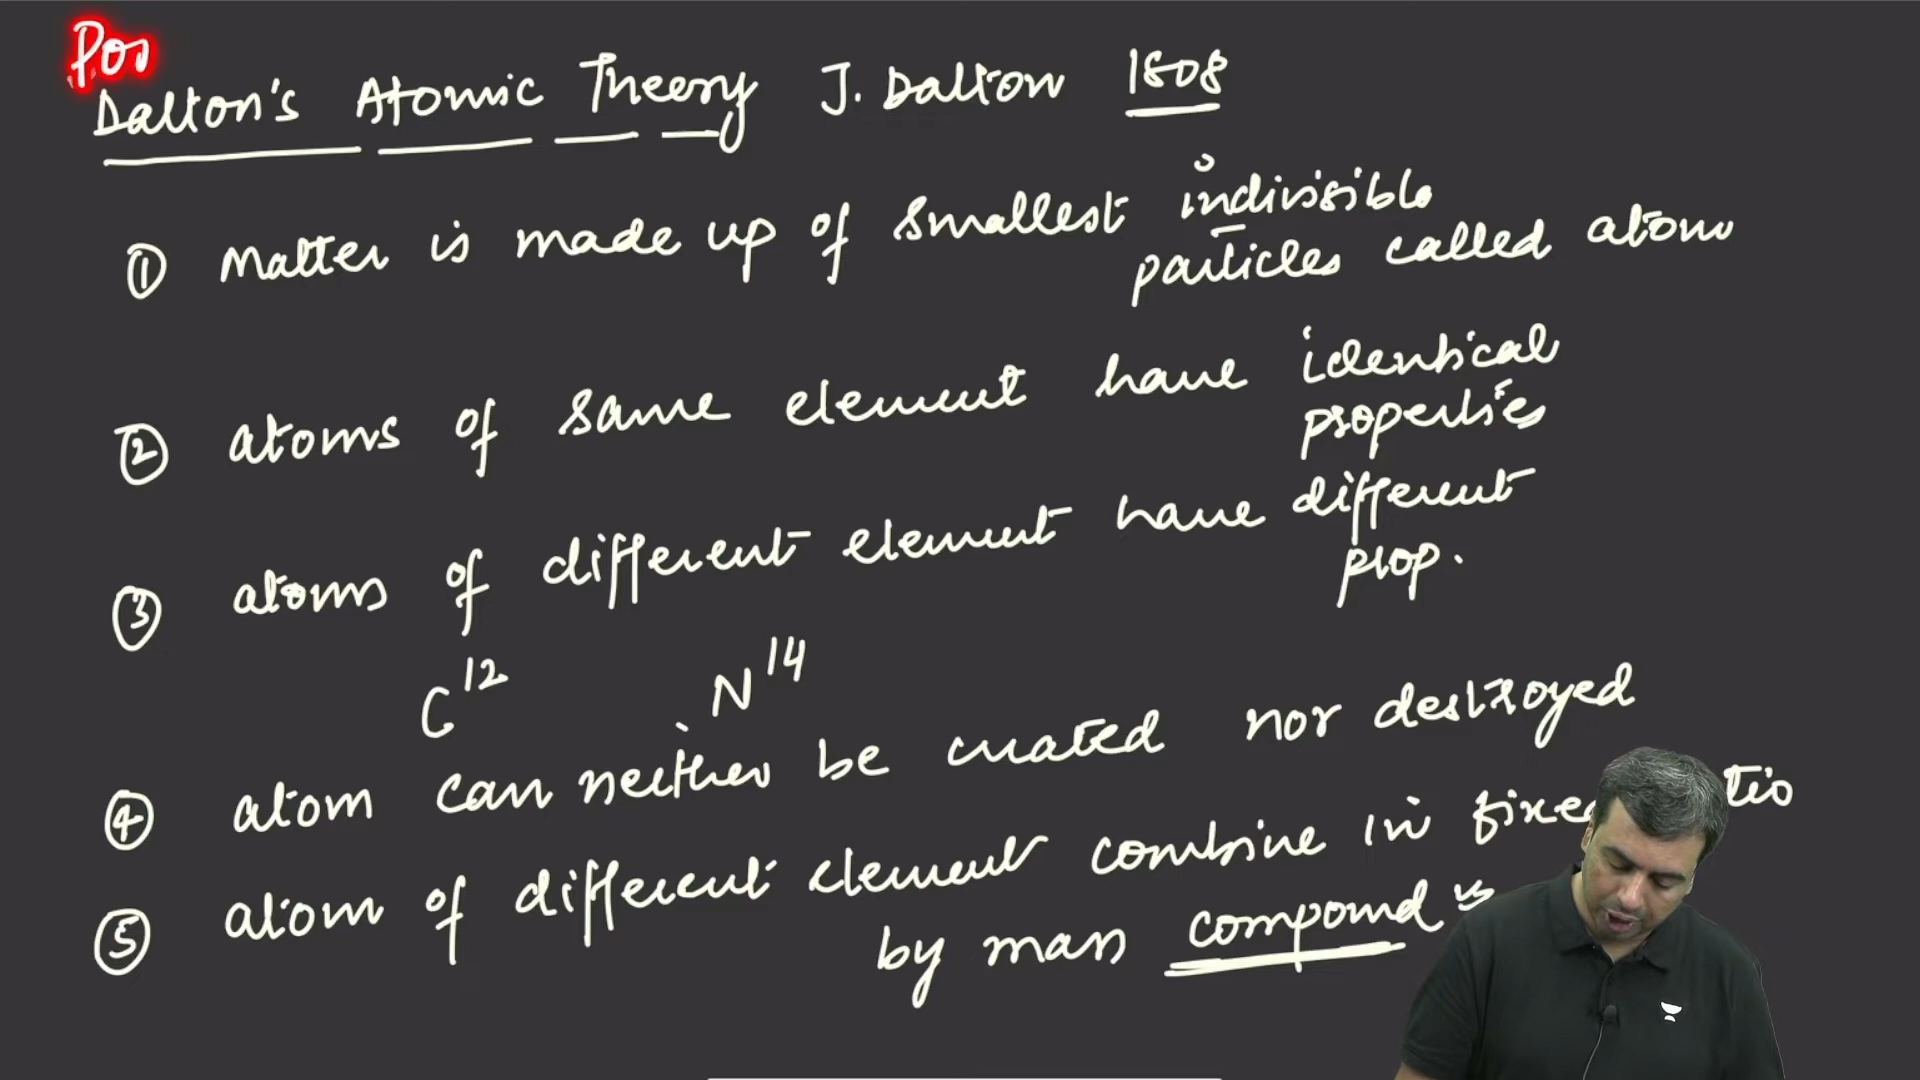 Pos
Dalton's Atomic Theory J. Dalton 1808
① Matter is made up of smallest indivisible
particles called atom
② atoms of same element have identical
properties
③ atoms of different element have different
prop.
C¹² N¹⁴
④ atom can neither be created nor destroyed
⑤ atom of different element combine in
by mass compound is